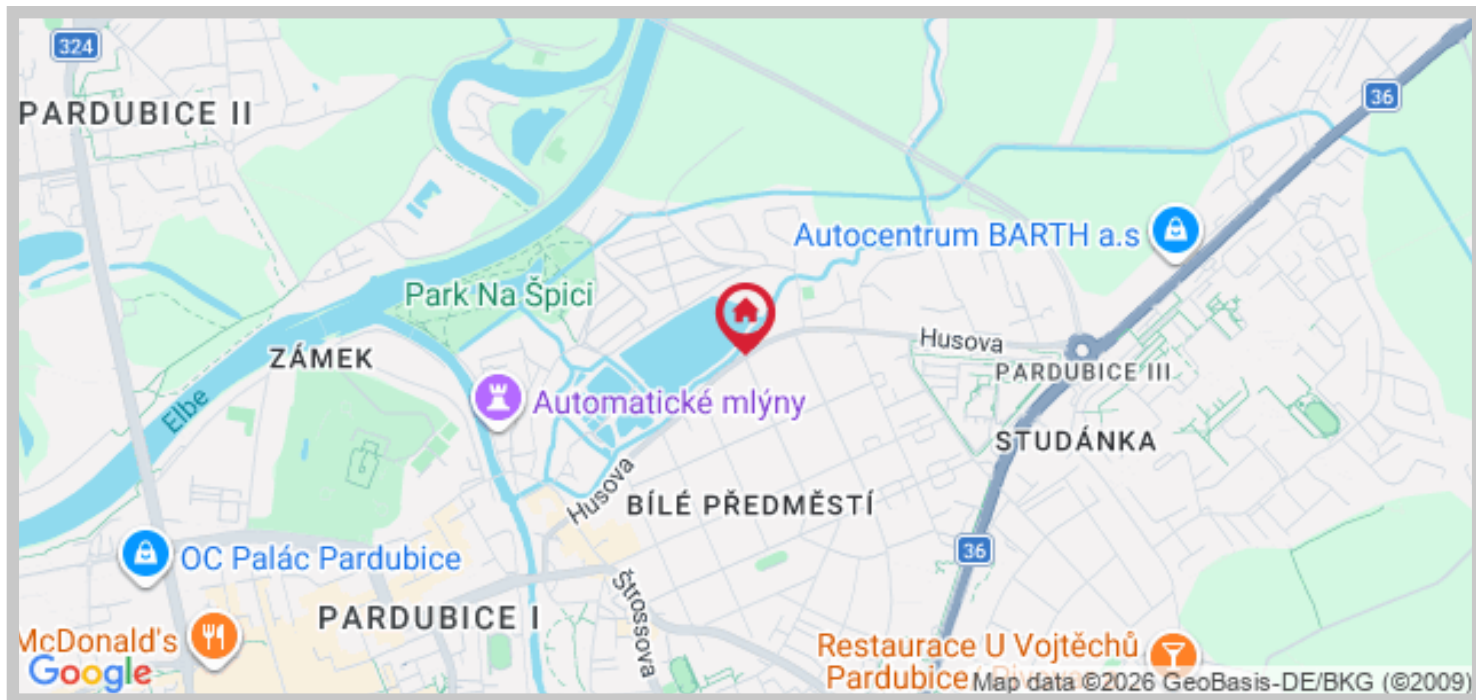 324
PARDUBICE II
36
Autocentrum BARTH a.s
Park Na Špici
Husova
ZÁMEK
PARDUBICE III
Elbe
Automatické mlýny
STUDÁNKA
Husova
BÍLÉ PŘEDMĚSTÍ
36
OC Palác Pardubice
Štrossova
PARDUBICE I
McDonald's
Restaurace U Vojtěchů
Pardubice
Google
Map data ©2026 GeoBasis-DE/BKG (©2009)